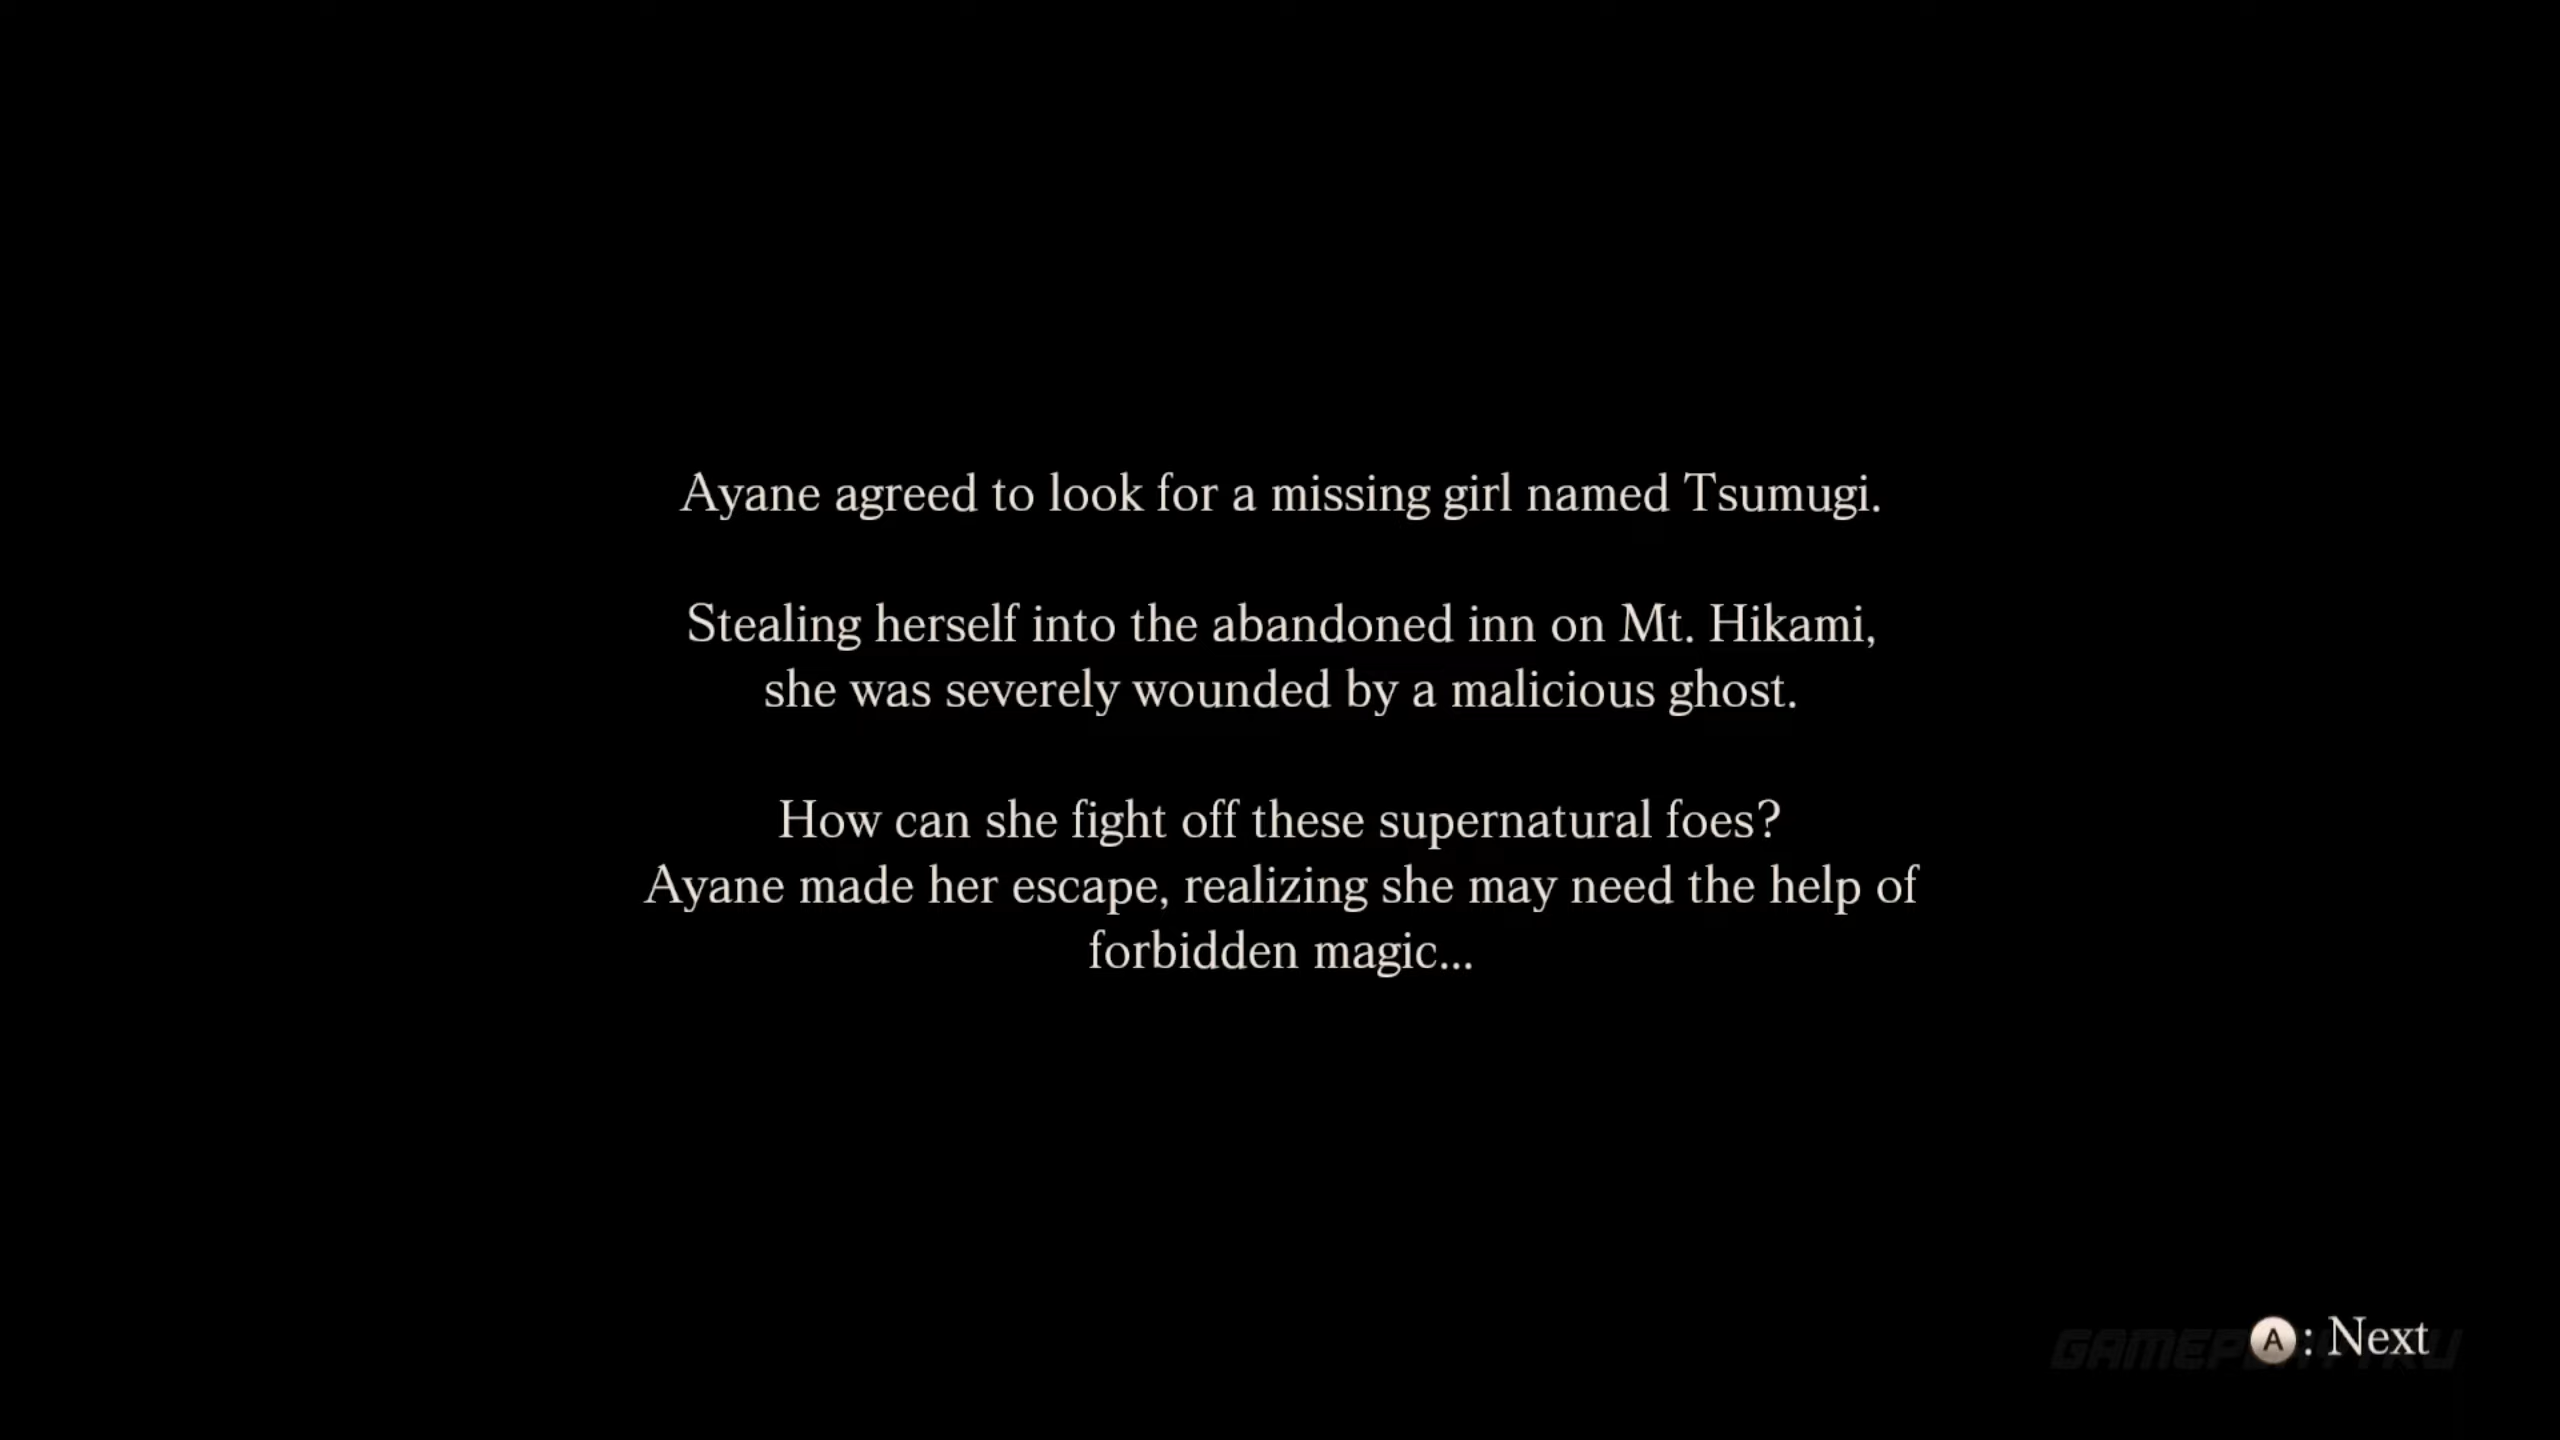 Ayane agreed to look for a missing girl named Tsumugi.
Stealing herself into the abandoned inn on Mt. Hikami,
she was severely wounded by a malicious ghost.
How can she fight off these supernatural foes?
Ayane made her escape, realizing she may need the help of
forbidden magic...
A: Next